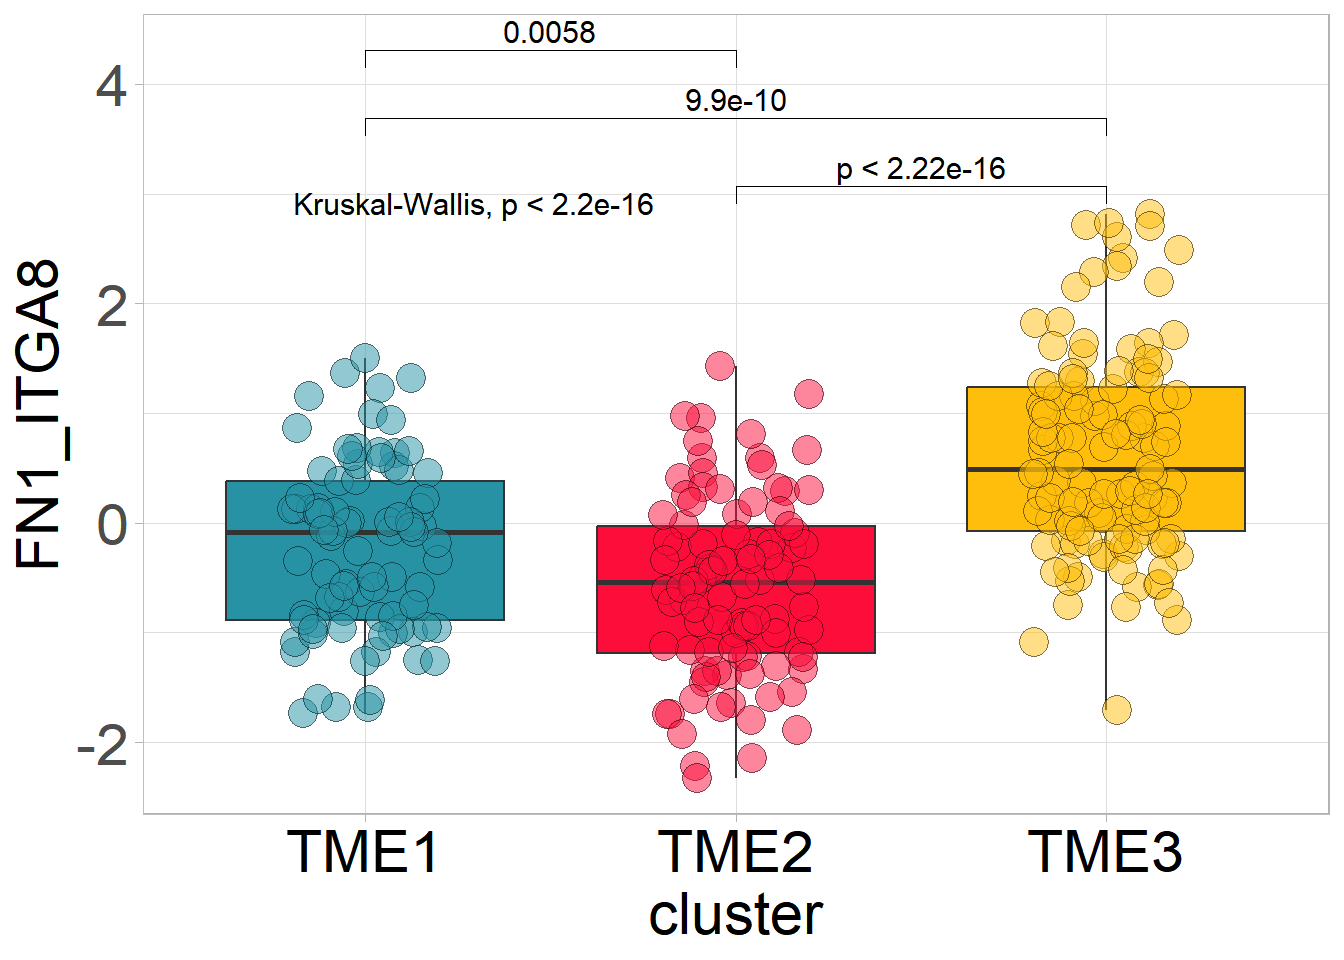 0.0058
4
9.9e-10
p < 2.22e-16
Kruskal-Wallis, p < 2.2e-16
FN1_ITGA8
2
0
-2
TME1 TME2 TME3
cluster